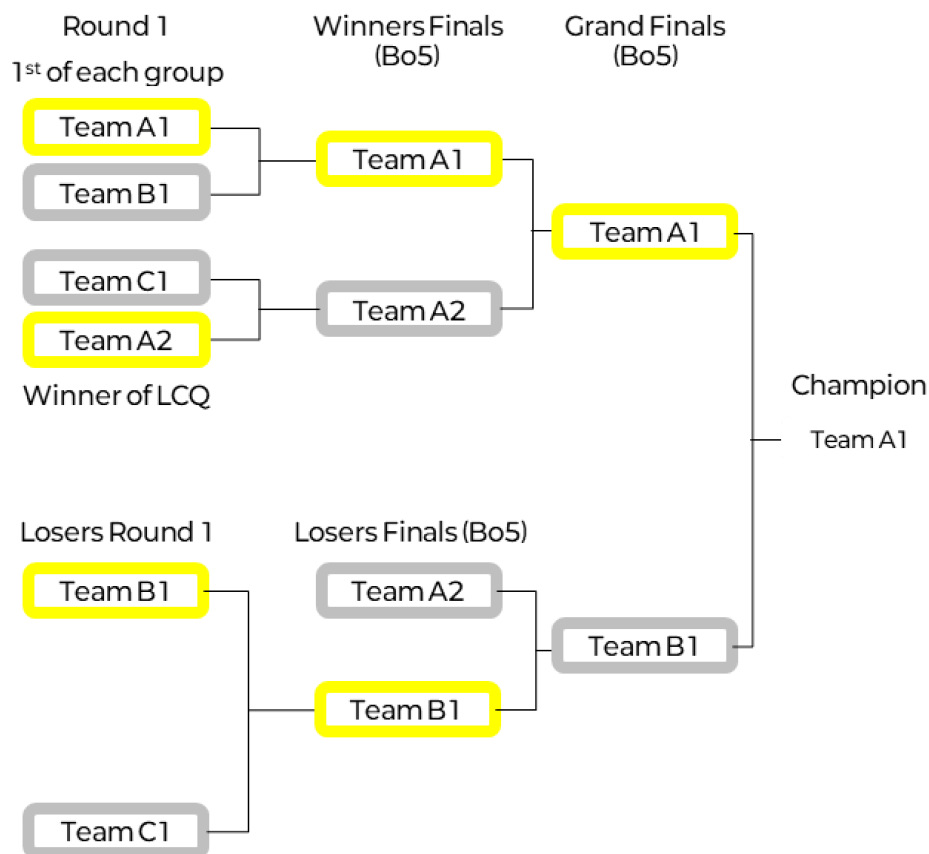 Round 1
Winners Finals
(Bo5)
Grand Finals
(Bo5)
1st of each group
Team A1
Team B1
Team C1
Team A2
Winner of LCQ
Team A1
Team A2
Team A1
Champion
Team A1
Losers Round 1
Losers Finals (Bo5)
Team B1
Team C1
Team A2
Team B1
Team B1